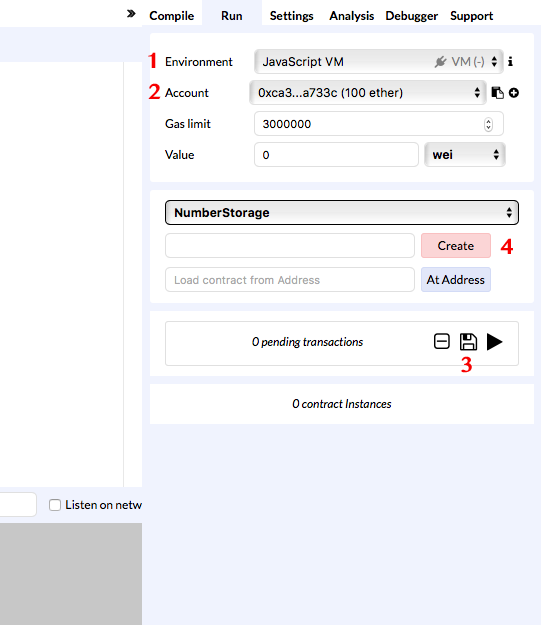 Compile Run Settings Analysis Debugger Support
1 Environment JavaScript VM VM (-)
2 Account 0xca3...a733c (100 ether)
Gas limit 3000000
Value 0 wei
NumberStorage
Create 4
Load contract from Address At Address
0 pending transactions
3
0 contract Instances
Listen on netw